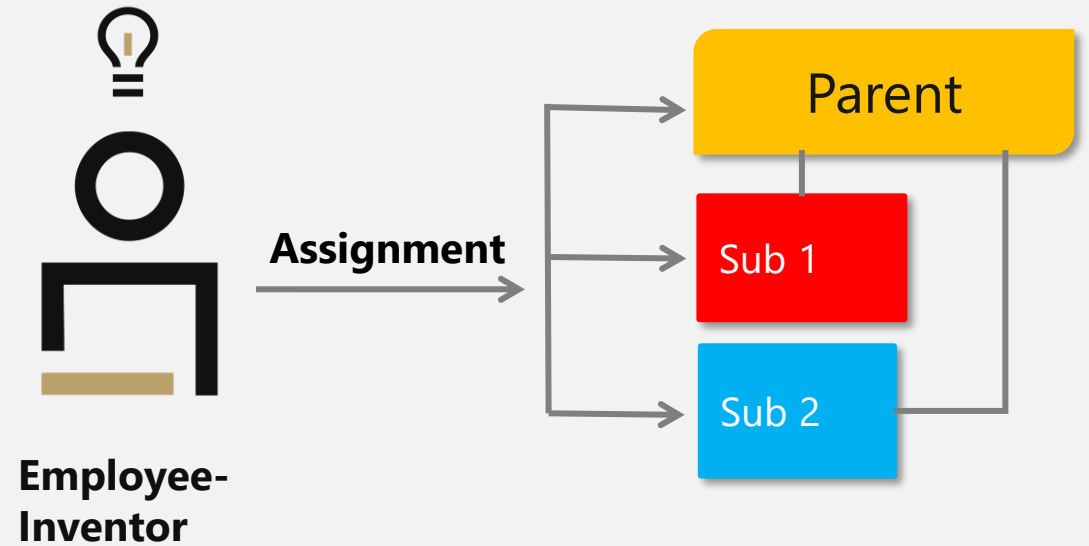 Parent
Assignment
Sub 1
Sub 2
Employee-
Inventor